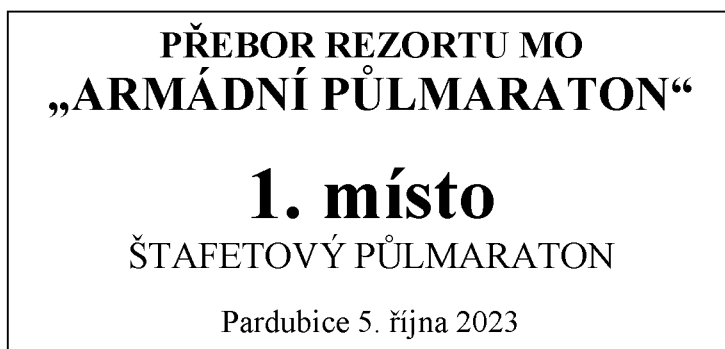 PŘEBOR REZORTU MO
„ARMÁDNÍ PŮLMARATON“
1. místo
ŠTAFETOVÝ PŮLMARATON
Pardubice 5. října 2023